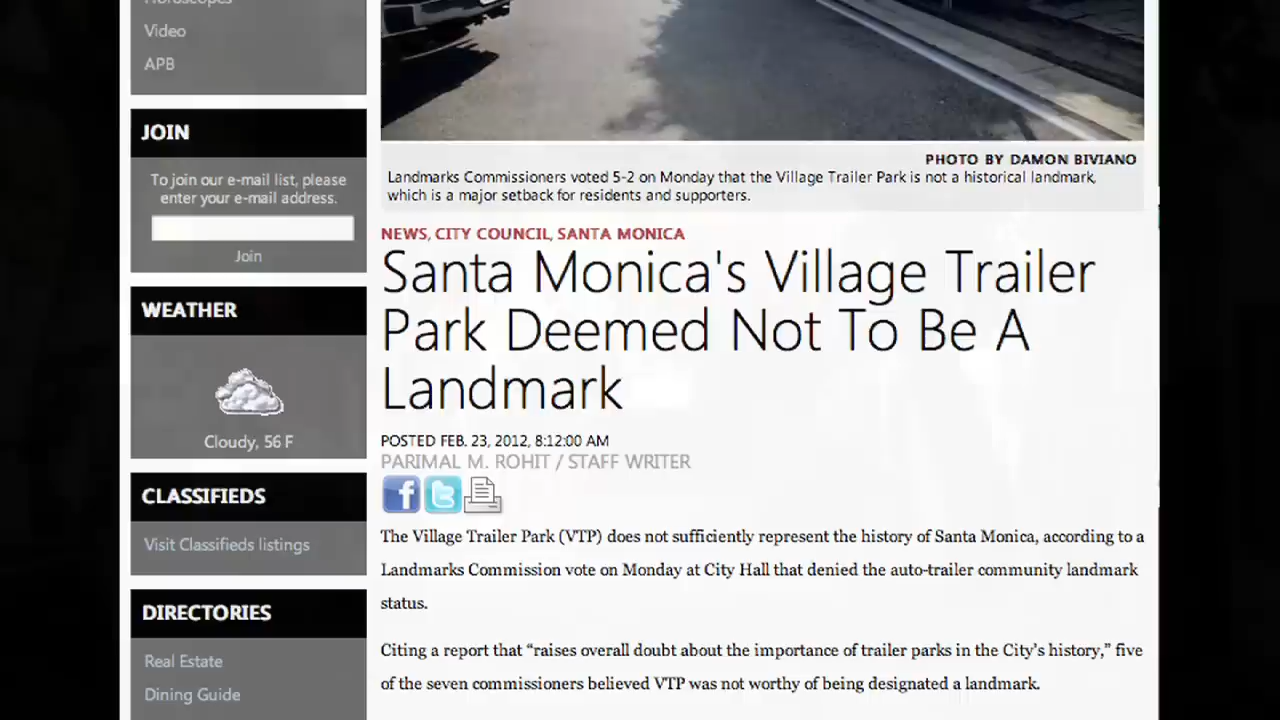 Horoscopes
Video
APB
JOIN
To join our e-mail list, please
enter your e-mail address.
Join
WEATHER
Cloudy, 56 F
CLASSIFIEDS
Visit Classifieds listings
DIRECTORIES
Real Estate
Dining Guide
PHOTO BY DAMON BIVIANO
Landmarks Commissioners voted 5-2 on Monday that the Village Trailer Park is not a historical landmark,
which is a major setback for residents and supporters.
NEWS, CITY COUNCIL, SANTA MONICA
Santa Monica's Village Trailer
Park Deemed Not To Be A
Landmark
POSTED FEB. 23, 2012, 8:12:00 AM
PARIMAL M. ROHIT / STAFF WRITER
The Village Trailer Park (VTP) does not sufficiently represent the history of Santa Monica, according to a
Landmarks Commission vote on Monday at City Hall that denied the auto-trailer community landmark
status.
Citing a report that “raises overall doubt about the importance of trailer parks in the City’s history,” five
of the seven commissioners believed VTP was not worthy of being designated a landmark.